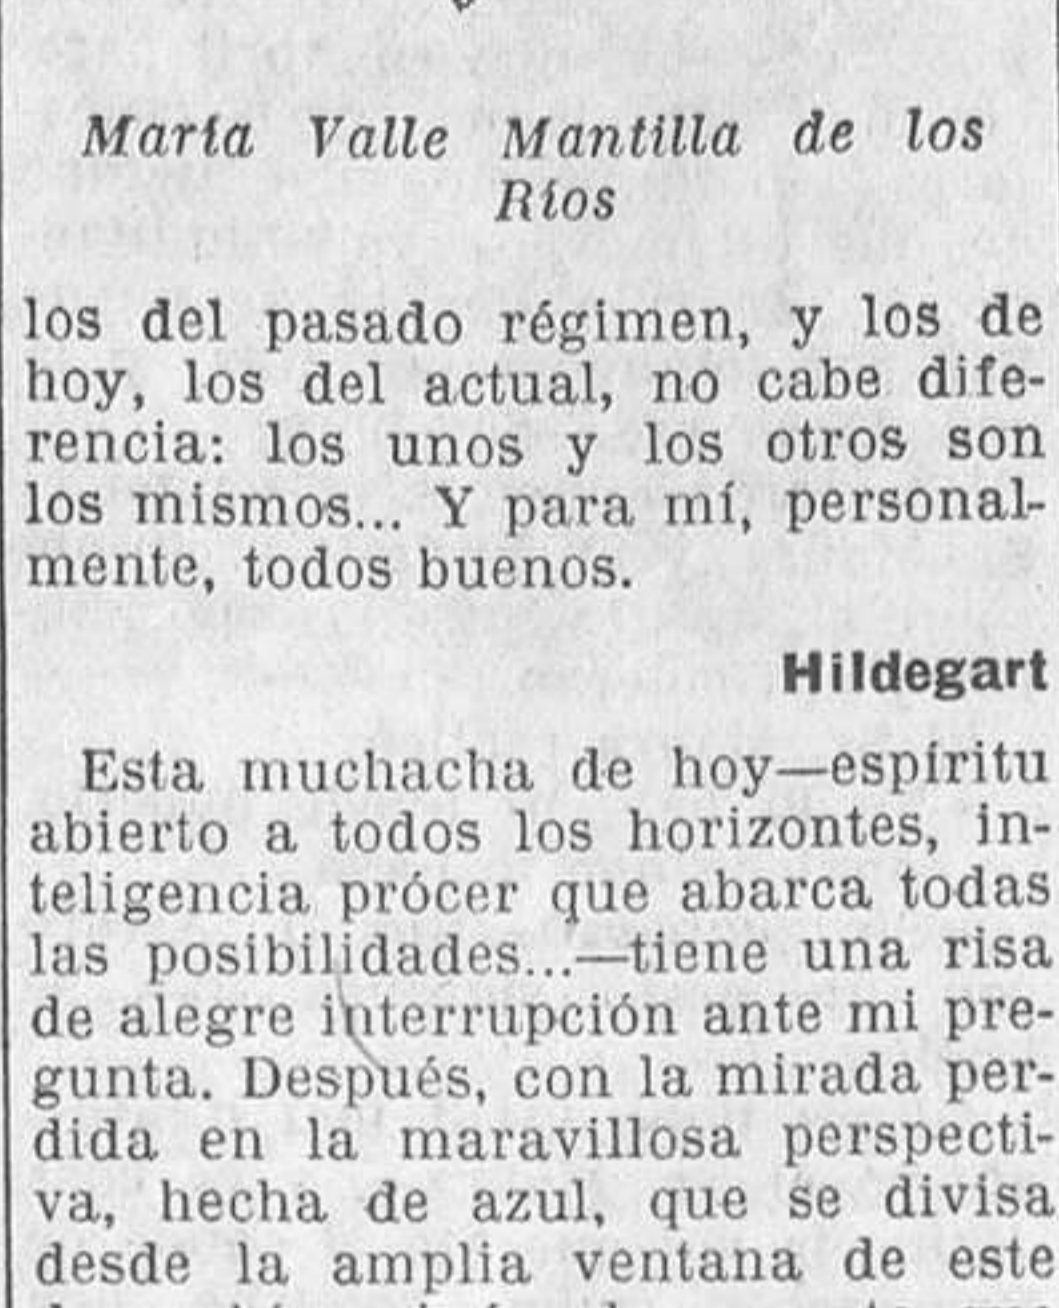 María Valle Mantilla de los
Ríos
los del pasado régimen, y los de
hoy, los del actual, no cabe dife-
rencia: los unos y los otros son
los mismos... Y para mí, personal-
mente, todos buenos.
Hildegart
Esta muchacha de hoy—espíritu
abierto a todos los horizontes, in-
teligencia prócer que abarca todas
las posibilidades...—tiene una risa
de alegre interrupción ante mi pre-
gunta. Después, con la mirada per-
dida en la maravillosa perspecti-
va, hecha de azul, que se divisa
desde la amplia ventana de este